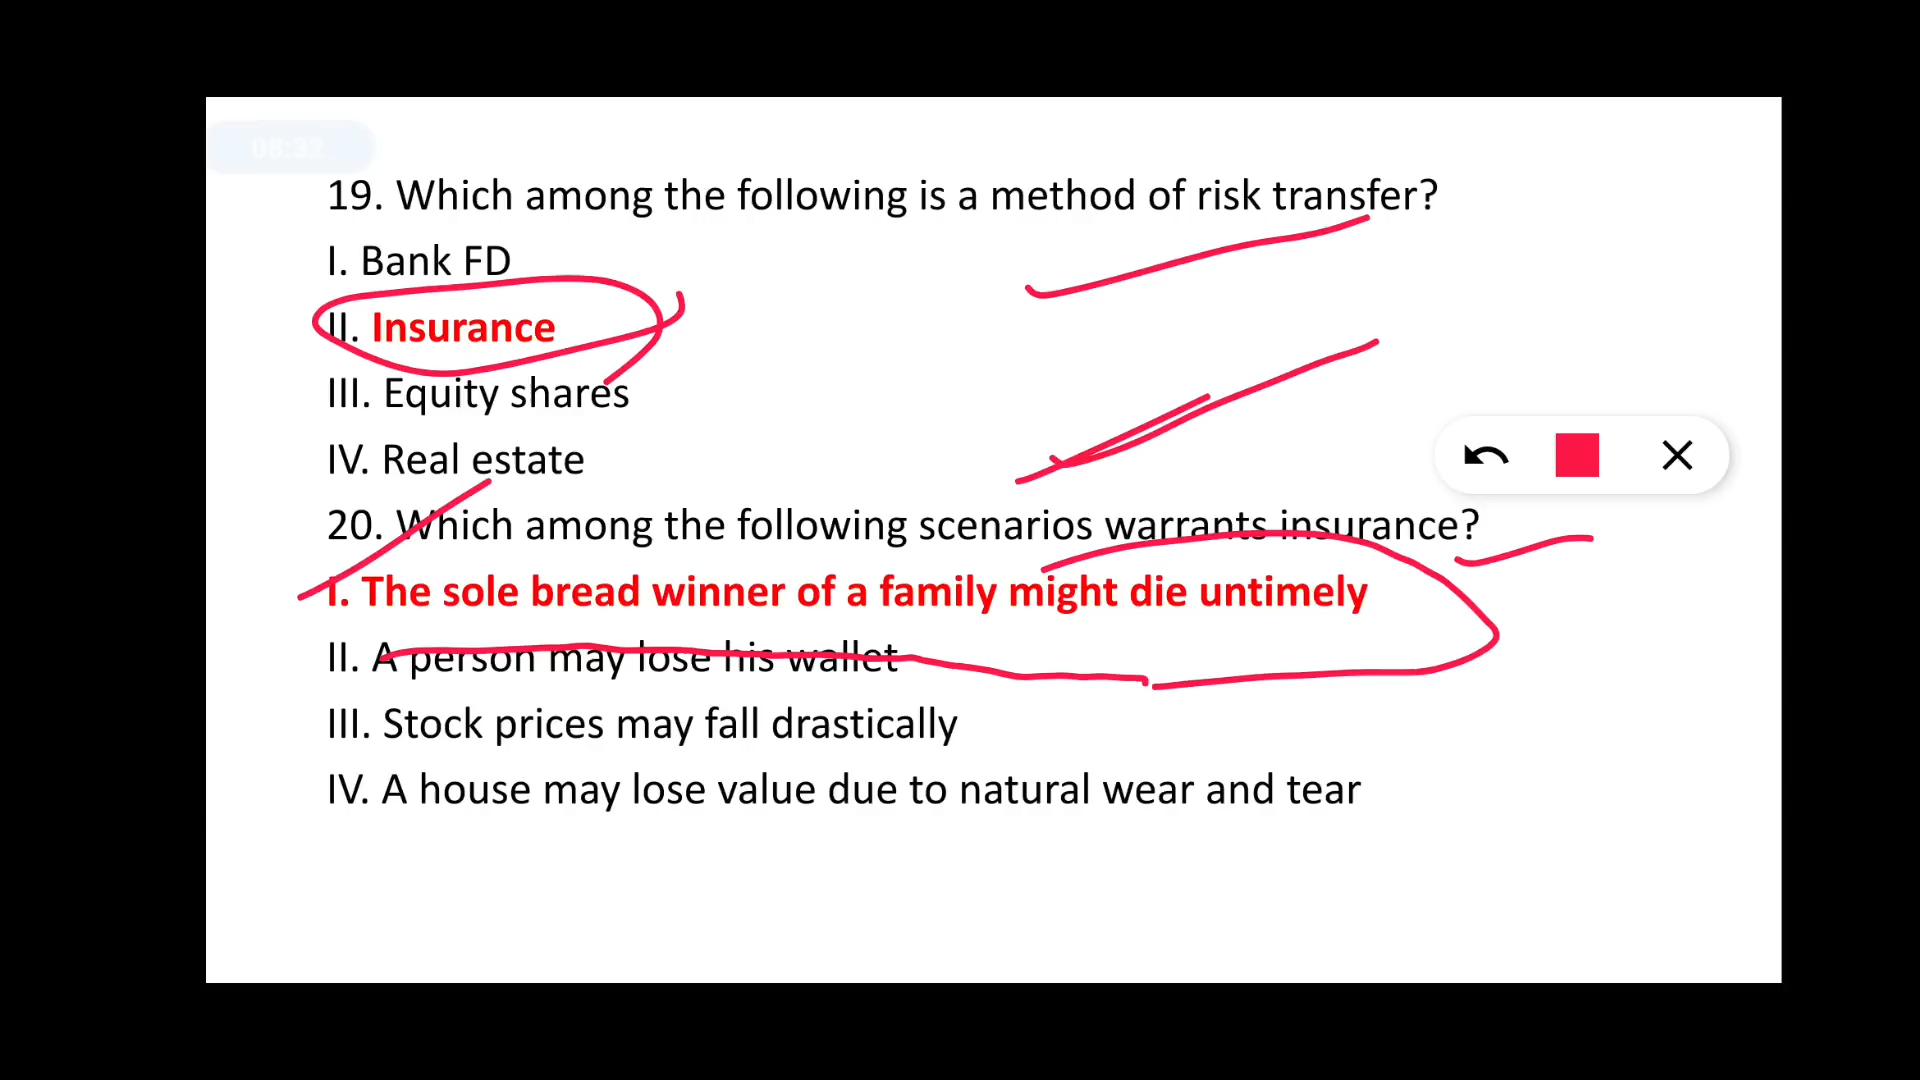 08:32
19. Which among the following is a method of risk transfer?
I. Bank FD
II. Insurance
III. Equity shares
IV. Real estate
20. Which among the following scenarios warrants insurance?
I. The sole bread winner of a family might die untimely
II. A person may lose his wallet
III. Stock prices may fall drastically
IV. A house may lose value due to natural wear and tear